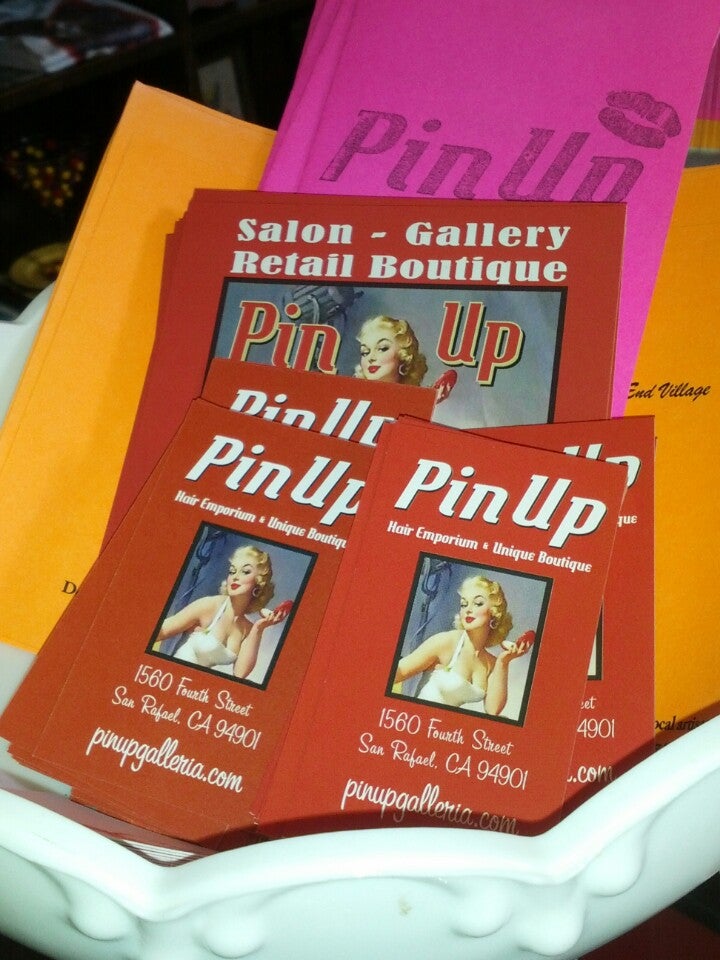 Pin Up
Salon - Gallery
Retail Boutique
Pin Up
End Village
Pin Up
Pin Up
Hair Emporium & Unique Boutique
1560 Fourth Street
San Rafael, CA 94901
pinupgalleria.com
Pin Up
Hair Emporium & Unique Boutique
1560 Fourth Street
San Rafael, CA 94901
pinupgalleria.com